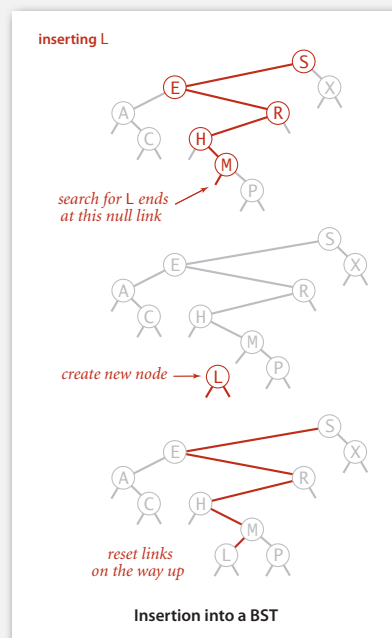 inserting L
S
E
X
A
R
C
H
M
P
search for L ends
at this null link
S
E
X
A
R
C
H
M
P
create new node
L
S
E
X
A
R
C
H
M
L
P
reset links
on the way up
Insertion into a BST